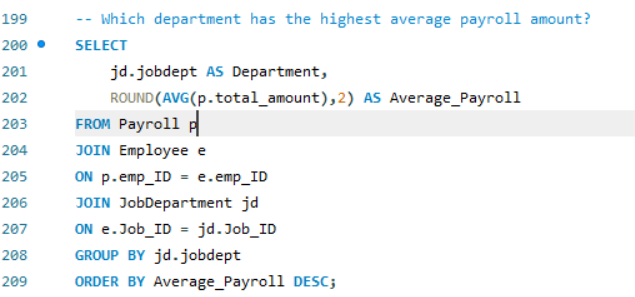 199 -- Which department has the highest average payroll amount?
200 SELECT
201 jd.jobdept AS Department,
202 ROUND(AVG(p.total_amount),2) AS Average_Payroll
203 FROM Payroll p
204 JOIN Employee e
205 ON p.emp_ID = e.emp_ID
206 JOIN JobDepartment jd
207 ON e.Job_ID = jd.Job_ID
208 GROUP BY jd.jobdept
209 ORDER BY Average_Payroll DESC;